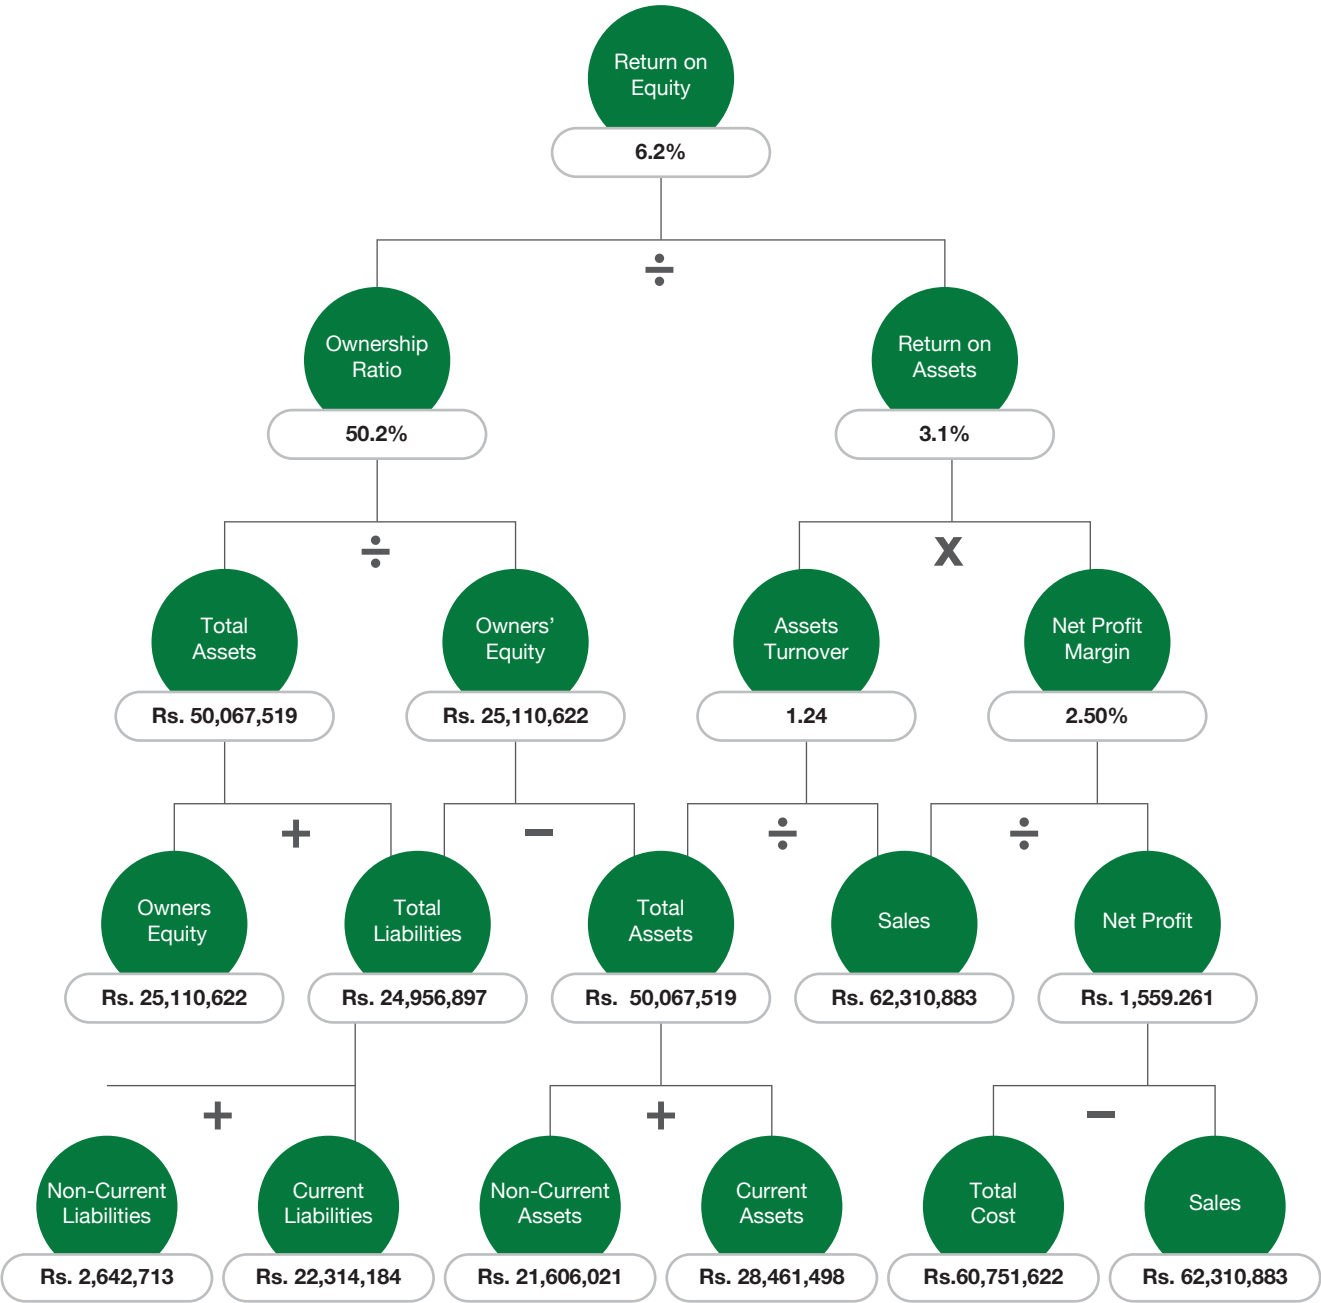 Return on
Equity
6.2%
÷
Ownership
Ratio
50.2%
Return on
Assets
3.1%
÷
x
Total
Assets
Rs. 50,067,519
Owners’
Equity
Rs. 25,110,622
Assets
Turnover
1.24
Net Profit
Margin
2.50%
+
−
÷
÷
Owners
Equity
Rs. 25,110,622
Total
Liabilities
Rs. 24,956,897
Total
Assets
Rs. 50,067,519
Sales
Rs. 62,310,883
Net Profit
Rs. 1,559.261
+
+
−
Non-Current
Liabilities
Rs. 2,642,713
Current
Liabilities
Rs. 22,314,184
Non-Current
Assets
Rs. 21,606,021
Current
Assets
Rs. 28,461,498
Total
Cost
Rs.60,751,622
Sales
Rs. 62,310,883